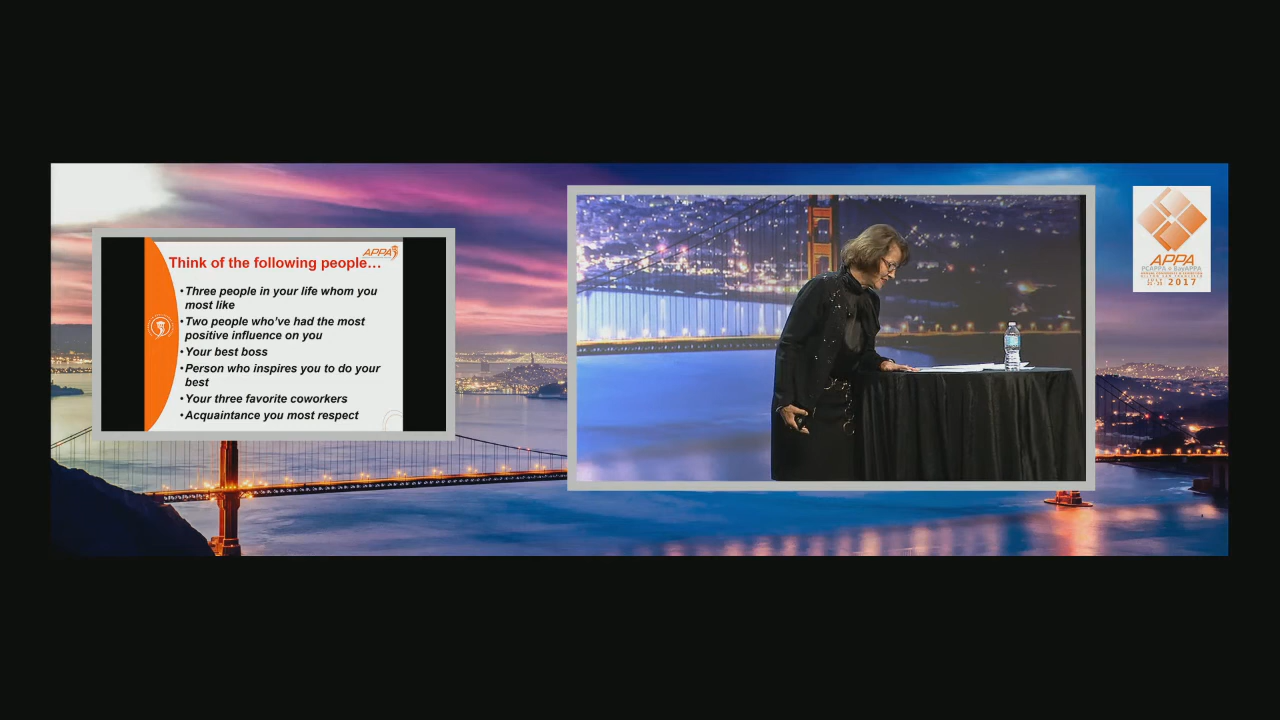 APPA
Think of the following people…
•Three people in your life whom you
most like
•Two people who've had the most
positive influence on you
•Your best boss
•Person who inspires you to do your
best
•Your three favorite coworkers
•Acquaintance you most respect
APPA
PCAPPA @ BayAPPA
2017